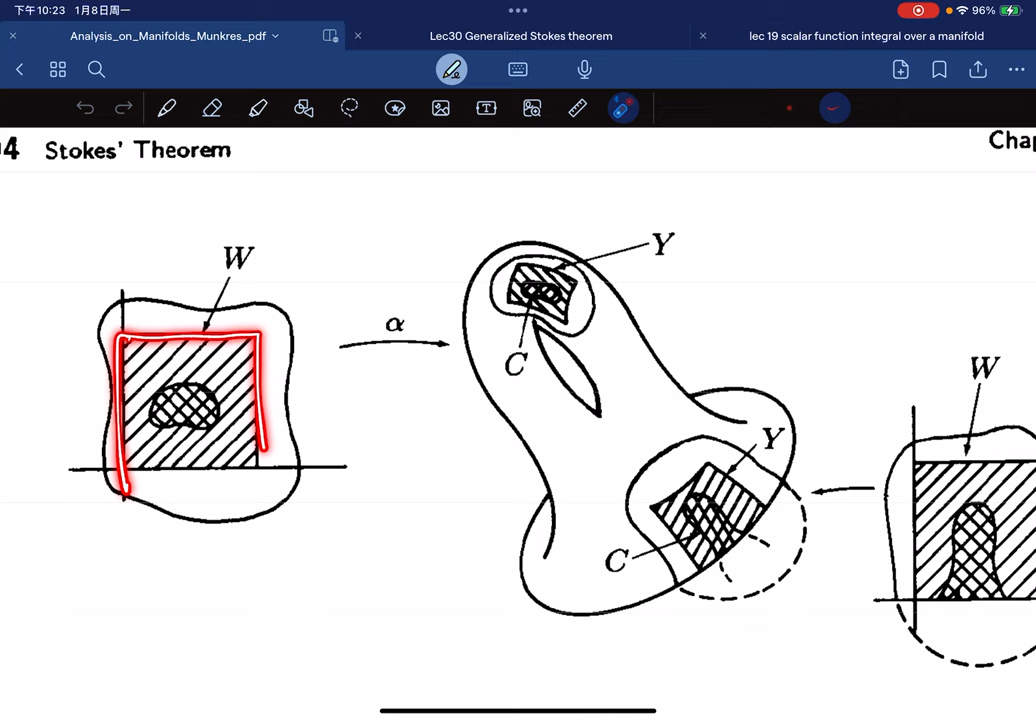 下午10:23 1月8日周一
96%
Analysis_on_Manifolds_Munkres_pdf
Lec30 Generalized Stokes theorem
lec 19 scalar function integral over a manifold
4 Stokes' Theorem
Chap
W
α
Y
C
Y
C
W